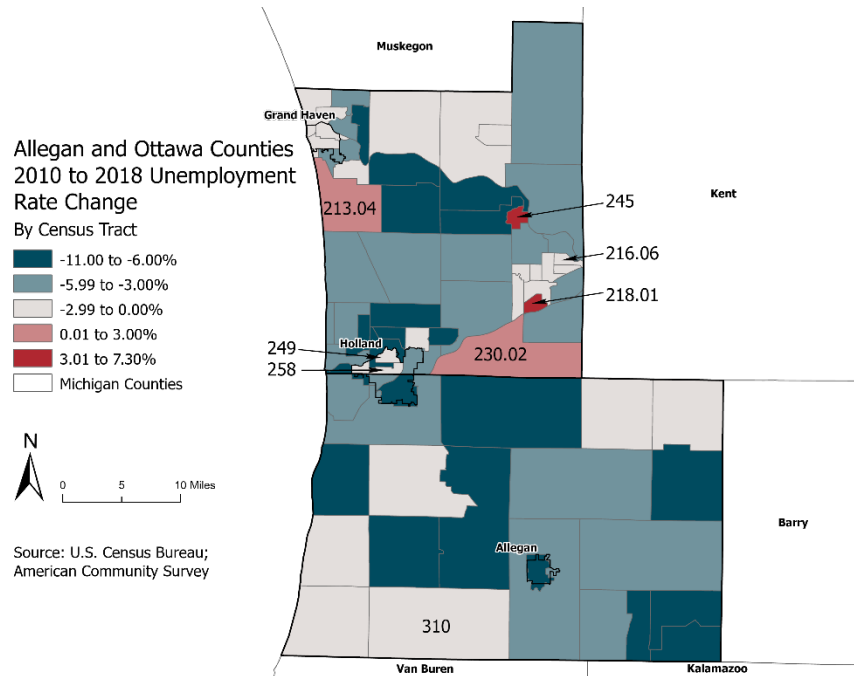 Muskegon
Grand Haven
Allegan and Ottawa Counties
2010 to 2018 Unemployment
Rate Change
By Census Tract
-11.00 to -6.00%
-5.99 to -3.00%
-2.99 to 0.00%
0.01 to 3.00%
3.01 to 7.30%
Michigan Counties
Kent
213.04
245
216.06
218.01
Holland
249
258
230.02
N
0 5 10 Miles
Source: U.S. Census Bureau;
American Community Survey
Barry
Allegan
310
Van Buren
Kalamazoo